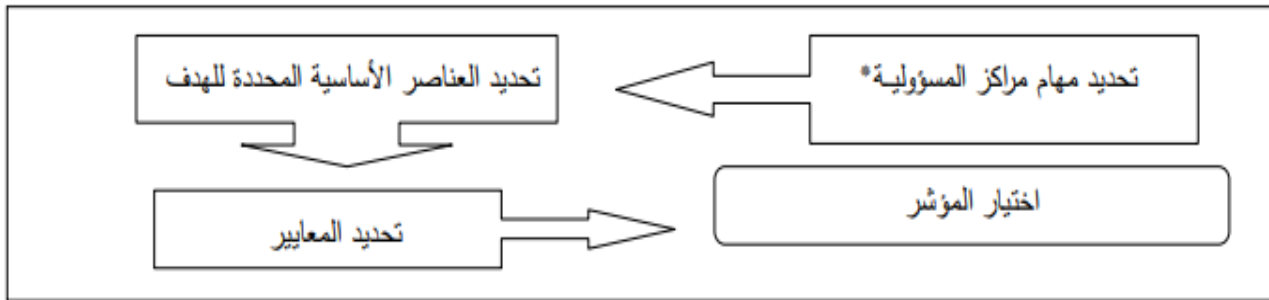 تحديد مهام مراكز المسؤولية*
تحديد العناصر الأساسية المحددة للهدف
تحديد المعايير
اختيار المؤشر